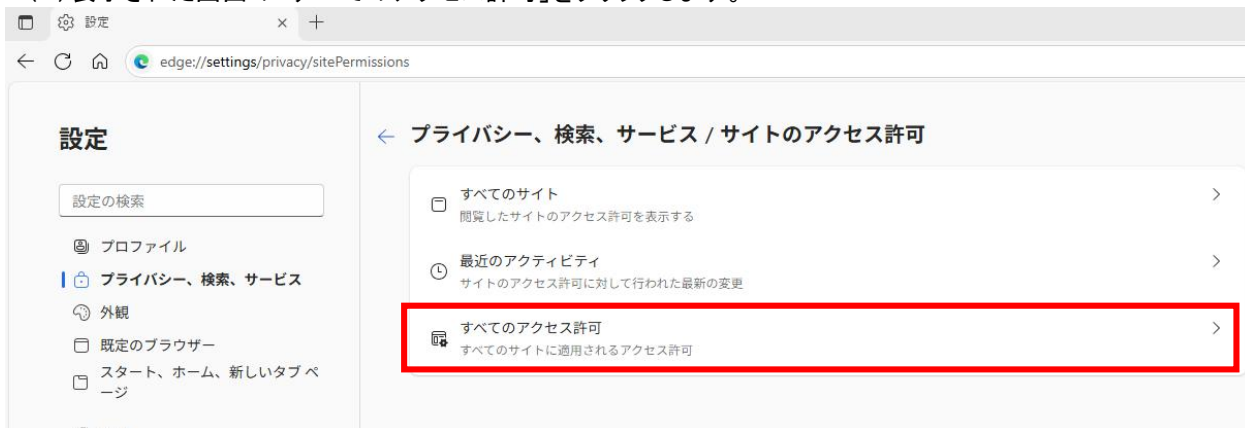 設定
edge://settings/privacy/sitePermissions
設定
設定の検索
プロファイル
プライバシー、検索、サービス
外観
既定のブラウザー
スタート、ホーム、新しいタブ ペ
ージ
プライバシー、検索、サービス / サイトのアクセス許可
すべてのサイト
閲覧したサイトのアクセス許可を表示する
最近のアクティビティ
サイトのアクセス許可に対して行われた最新の変更
すべてのアクセス許可
すべてのサイトに適用されるアクセス許可